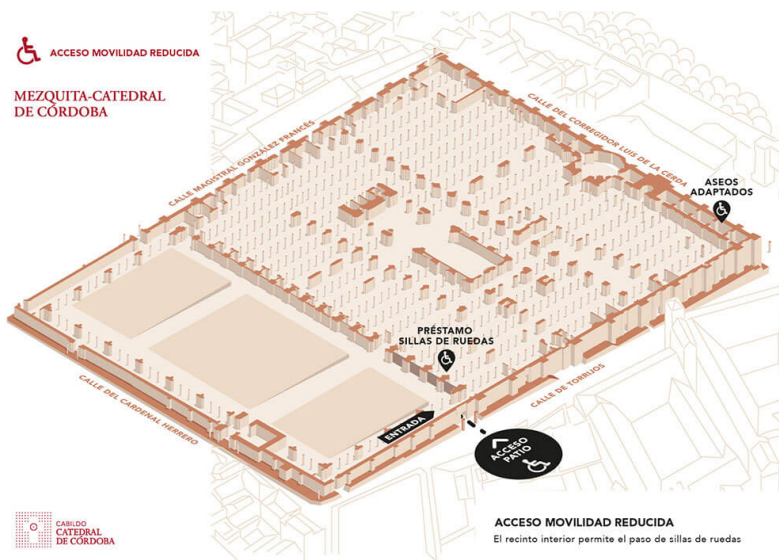 ACCESO MOVILIDAD REDUCIDA
MEZQUITA-CATEDRAL
DE CÓRDOBA
CALLE MAGISTRAL GONZÁLEZ FRANCÉS
CALLE DEL CORREGIDOR LUIS DE LA CERDA
ASEOS
ADAPTADOS
PRÉSTAMO
SILLAS DE RUEDAS
CALLE DE TORRIJOS
CALLE DEL CARDENAL HERRERO
ENTRADA
ACCESO
PATIO
CABILDO
CATEDRAL
DE CÓRDOBA
ACCESO MOVILIDAD REDUCIDA
El recinto interior permite el paso de sillas de ruedas